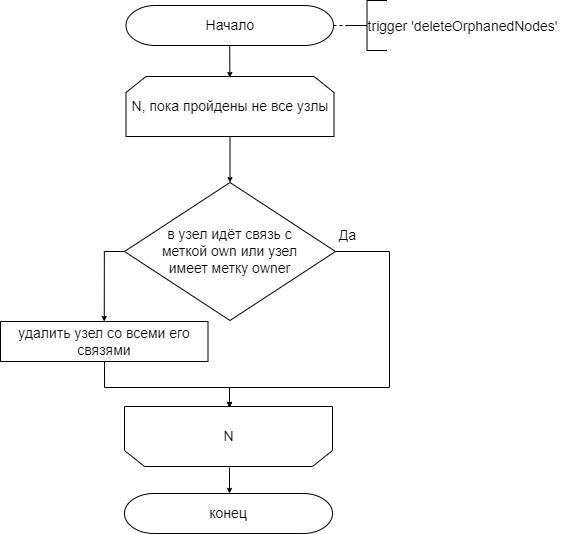 Начало
trigger 'deleteOrphanedNodes'
N, пока пройдены не все узлы
в узел идёт связь с
меткой own или узел
имеет метку owner
Да
удалить узел со всеми его
связями
N
конец